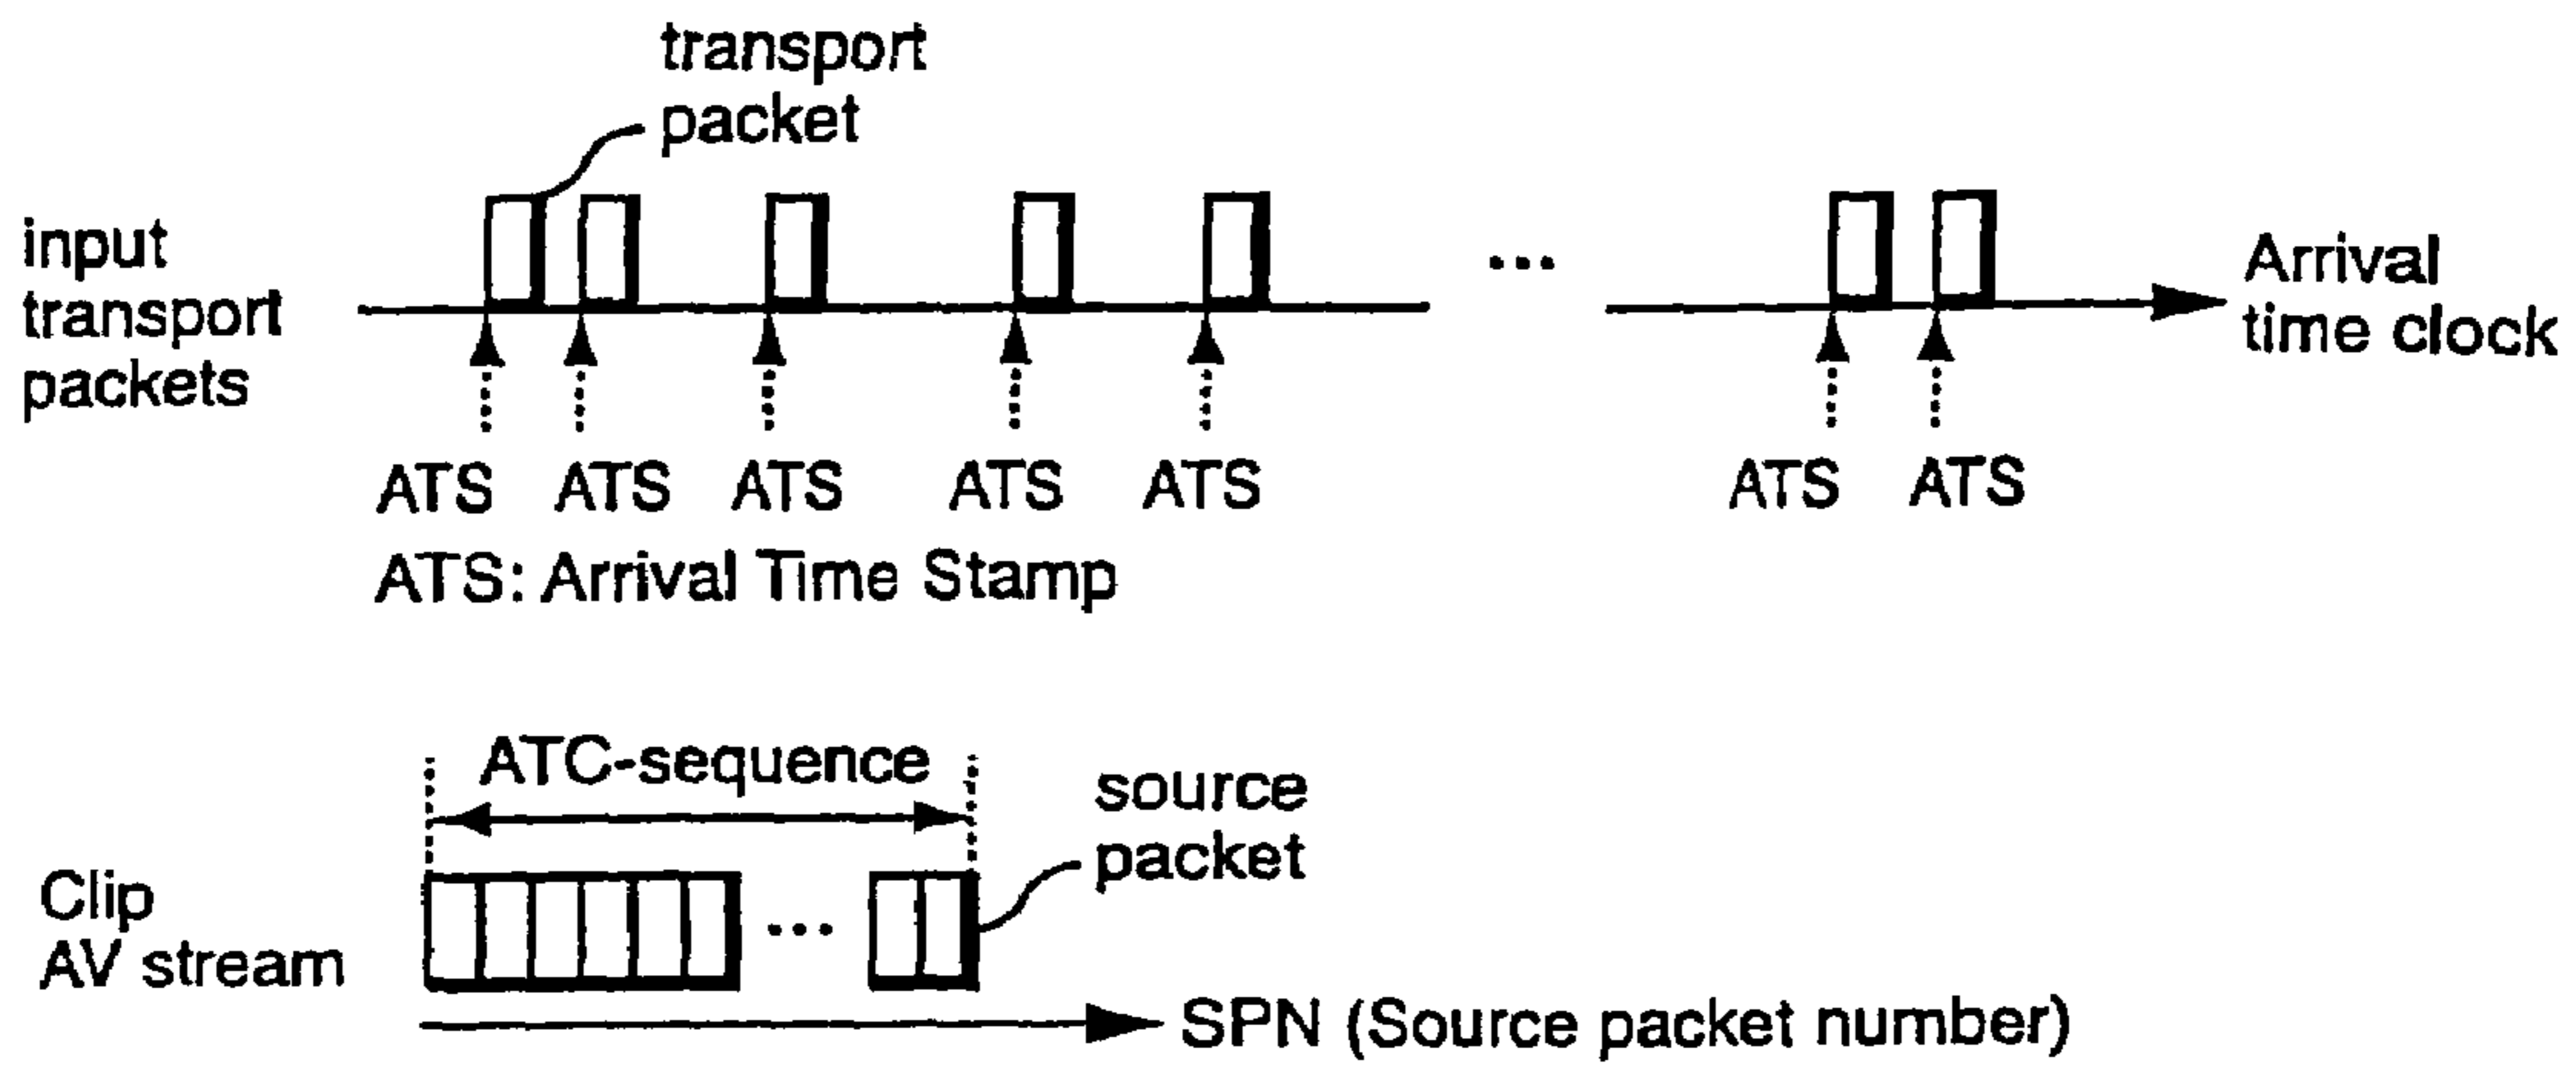 transport
packet
input
transport
packets
...
Arrival
time clock
ATS ATS ATS ATS ATS ATS ATS
ATS: Arrival Time Stamp
ATC-sequence
source
packet
Clip
AV stream
...
SPN (Source packet number)